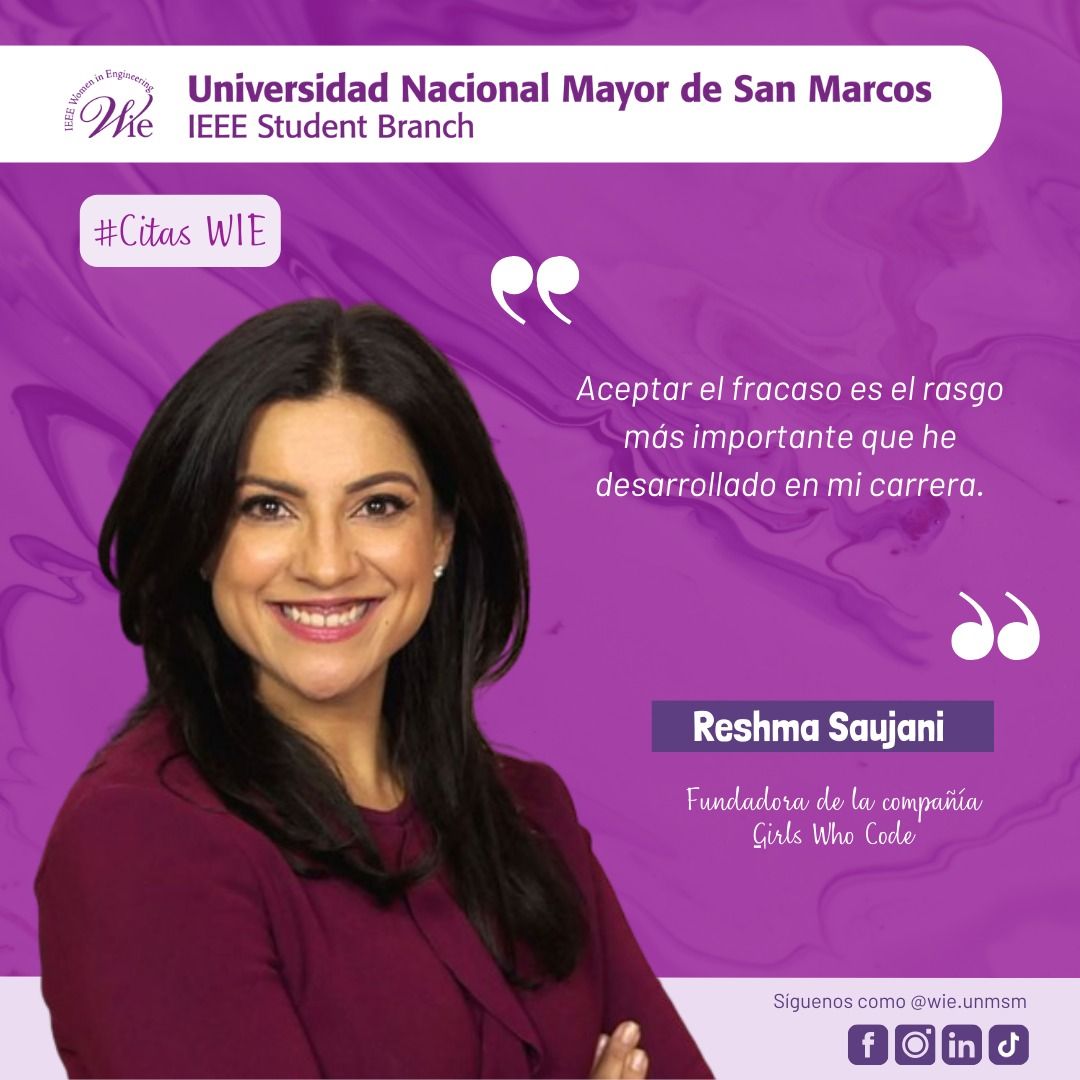 IEEE Women in Engineering
Wie
Universidad Nacional Mayor de San Marcos
IEEE Student Branch
#Citas WIE
Aceptar el fracaso es el rasgo
más importante que he
desarrollado en mi carrera.
Reshma Saujani
Fundadora de la compañía
Girls Who Code
Síguenos como @wie.unmsm